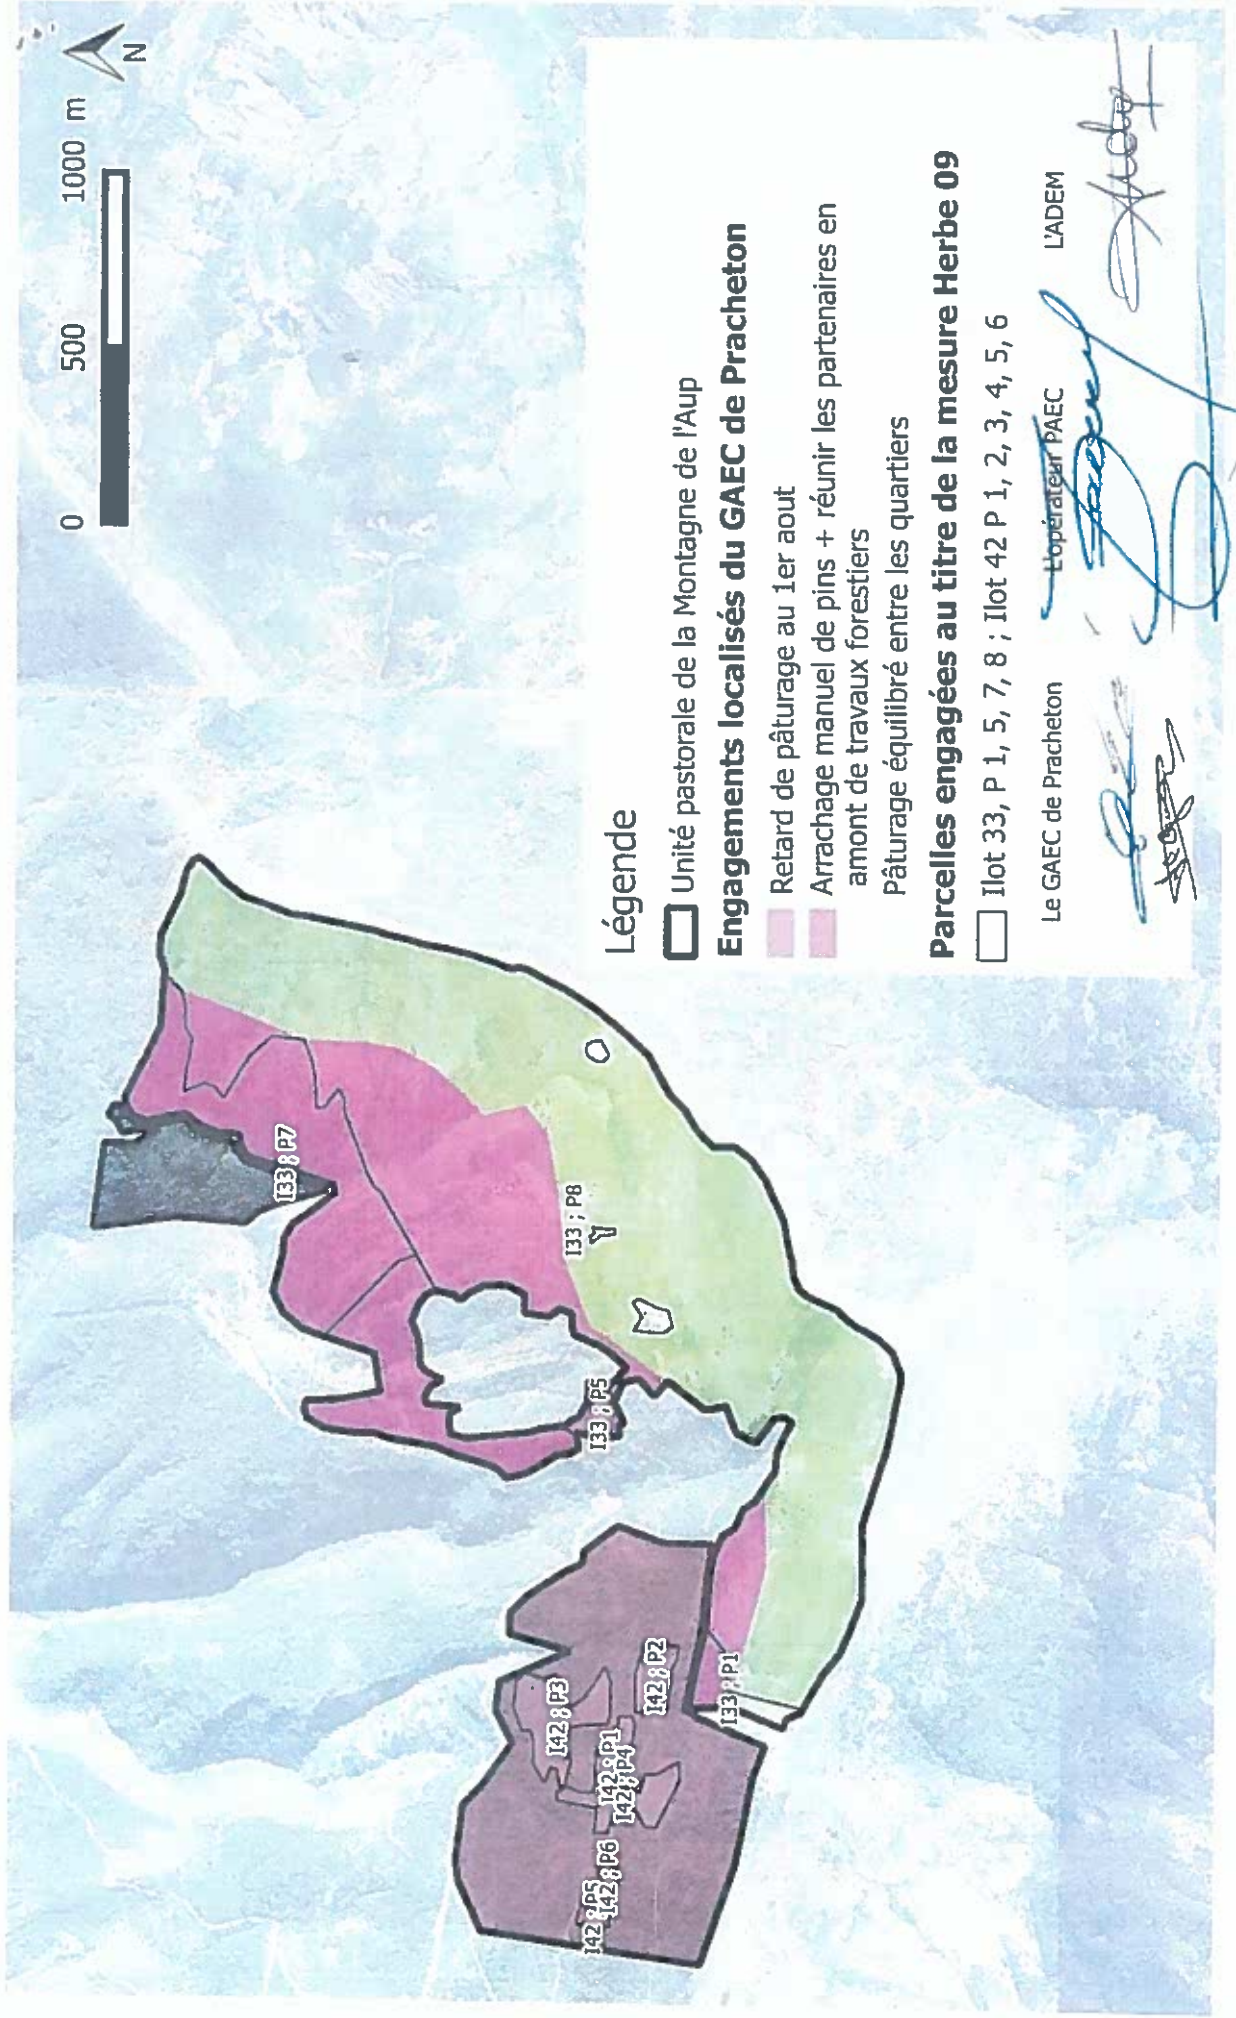 0 500 1000 m
N
I33 ; P7
I33 ; P8
I33 ; P5
I42 ; P3
I42 ; P2
I42 ; P1
I42 ; P4
I33 ; P1
I42 ; P5
I42 ; P6
Légende
Unité pastorale de la Montagne de l'Aup
Engagements localisés du GAEC de Pracheton
Retard de pâturage au 1er aout
Arrachage manuel de pins + réunir les partenaires en
amont de travaux forestiers
Pâturage équilibré entre les quartiers
Parcelles engagées au titre de la mesure Herbe 09
Ilot 33, P 1, 5, 7, 8 ; Ilot 42 P 1, 2, 3, 4, 5, 6
Le GAEC de Pracheton L'opérateur PAEC L'ADEM